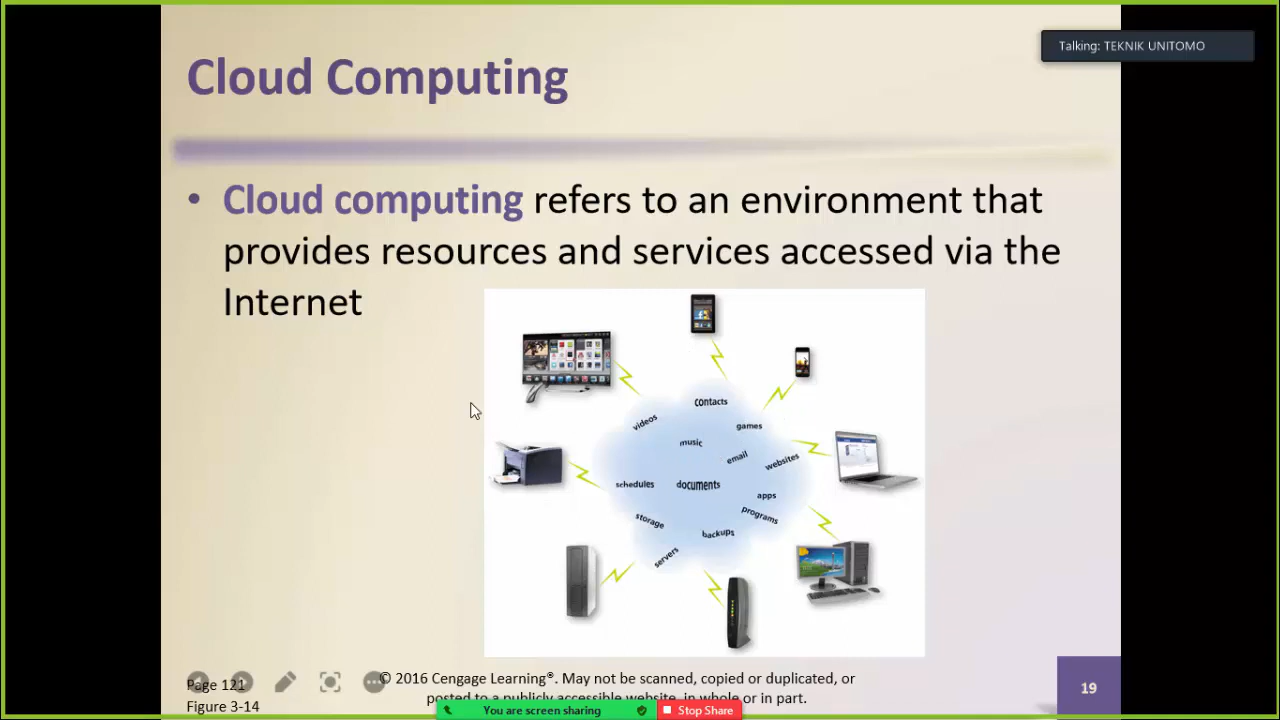 Talking: TEKNIK UNITOMO
Cloud Computing
• Cloud computing refers to an environment that
provides resources and services accessed via the
Internet
contacts
videos
games
music
email
websites
schedules
documents
apps
storage
programs
backups
servers
Page 121
Figure 3-14
© 2016 Cengage Learning®. May not be scanned, copied or duplicated, or
posted to a publicly accessible website, in whole or in part.
19
You are screen sharing
Stop Share